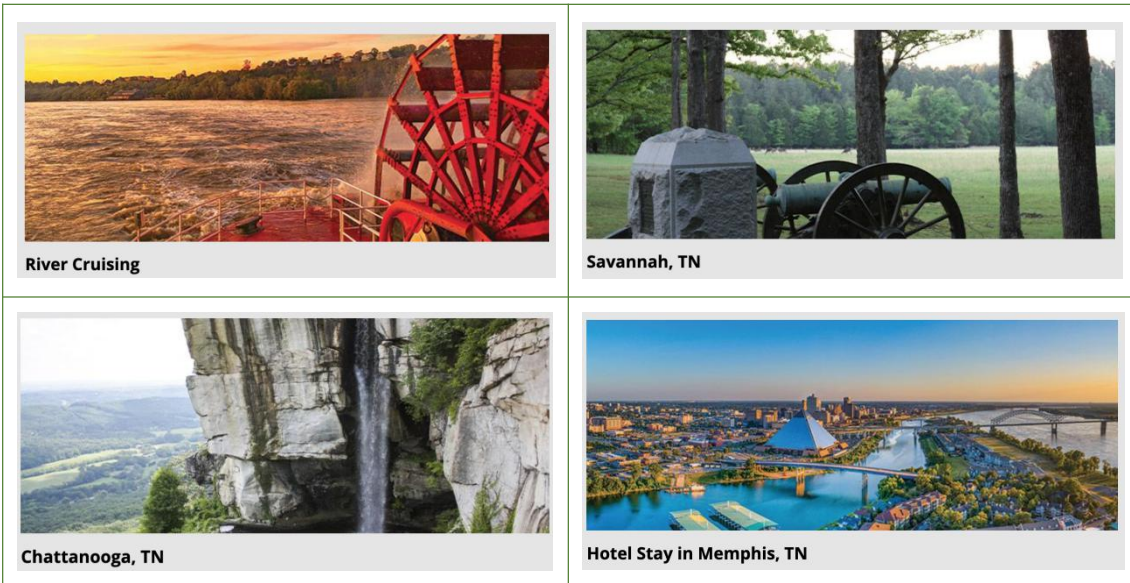 River Cruising
Savannah, TN
Chattanooga, TN
Hotel Stay in Memphis, TN